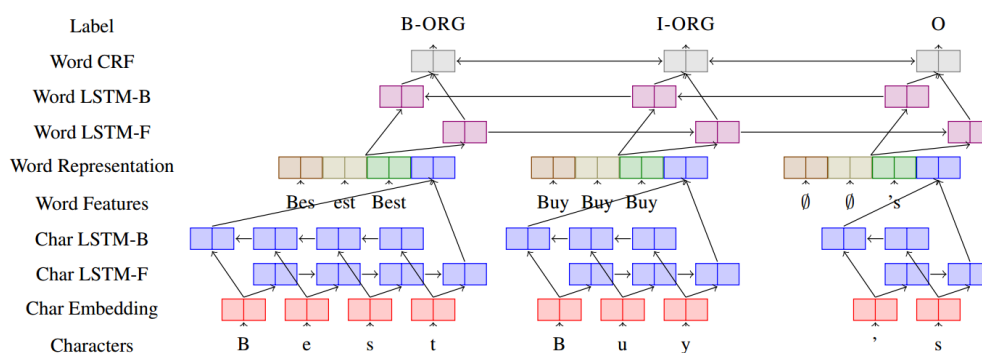 Label B-ORG I-ORG O
Word CRF
Word LSTM-B
Word LSTM-F
Word Representation
Word Features Bes est Best Buy Buy Buy ∅ ∅ 's
Char LSTM-B
Char LSTM-F
Char Embedding
Characters B e s t B u y ' s